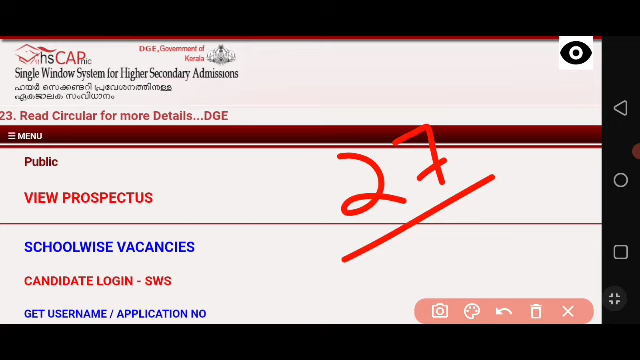 hsCAPnic
DGE, Government of
Kerala
Single Window System for Higher Secondary Admissions
ഹയർ സെക്കണ്ടറി പ്രവേശനത്തിനുള്ള
ഏകജാലക സംവിധാനം
23. Read Circular for more Details...DGE
☰ MENU
Public
27
VIEW PROSPECTUS
SCHOOLWISE VACANCIES
CANDIDATE LOGIN - SWS
GET USERNAME / APPLICATION NO